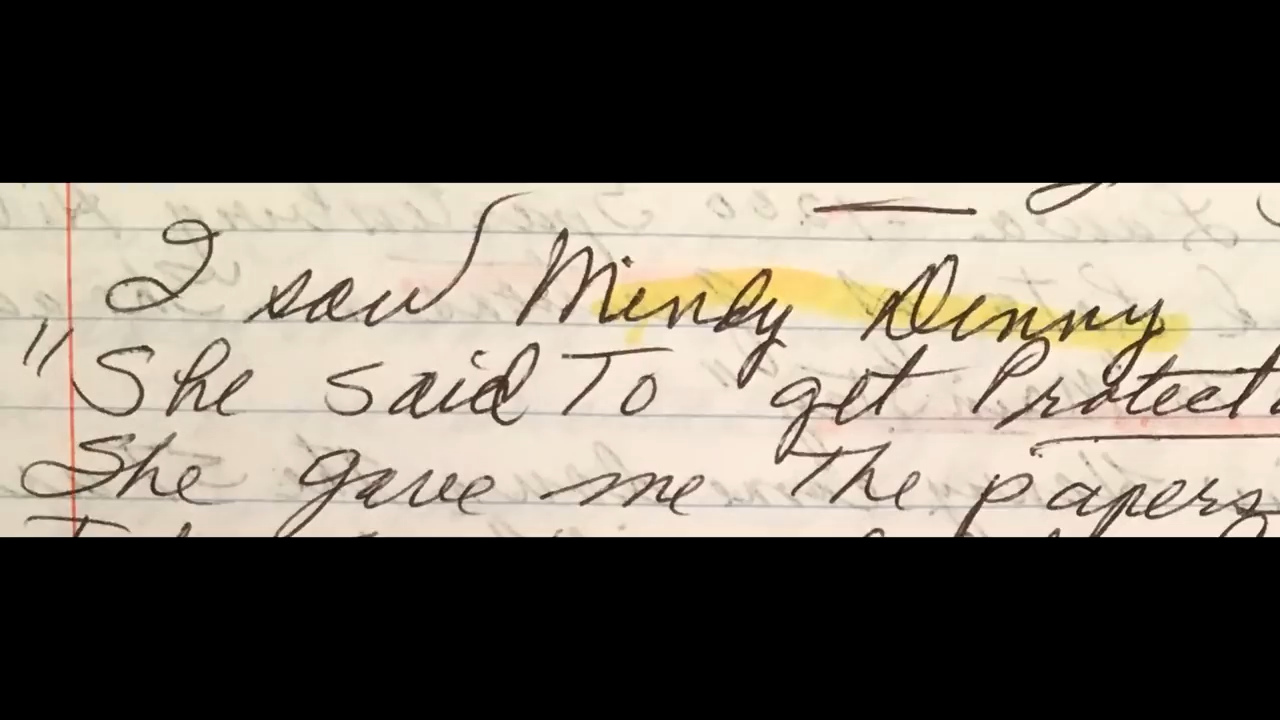 I saw Mindy Denny
"She said To get Protect
She gave me The papers